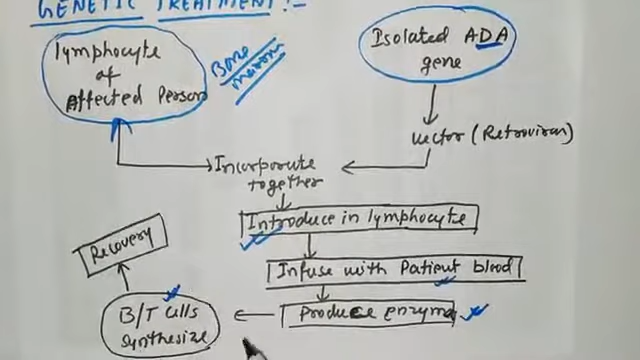 GENETIC TREATMENT:-
lymphocyte
of
Affected Person
Bone
marrow
Isolated ADA
gene
Vector (Retrovirus)
Incorporate
together
Introduce in lymphocyte
Infuse with Patient blood
Produce enzyme
B/T Cells
synthesize
Recovery